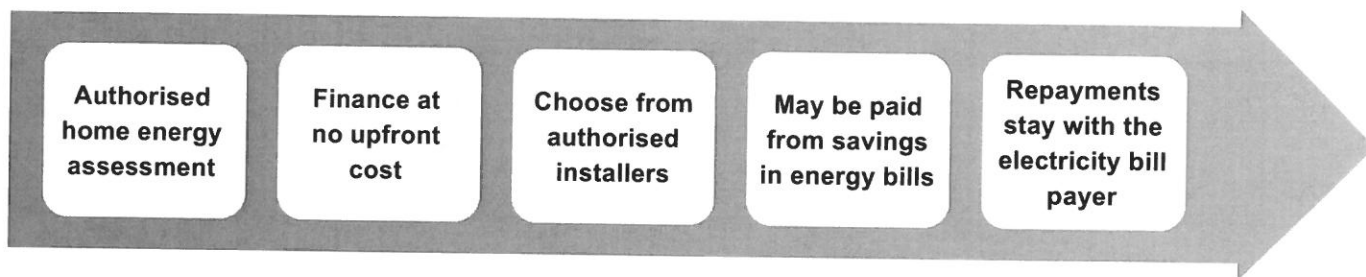 Authorised
home energy
assessment
Finance at
no upfront
cost
Choose from
authorised
installers
May be paid
from savings
in energy bills
Repayments
stay with the
electricity bill
payer